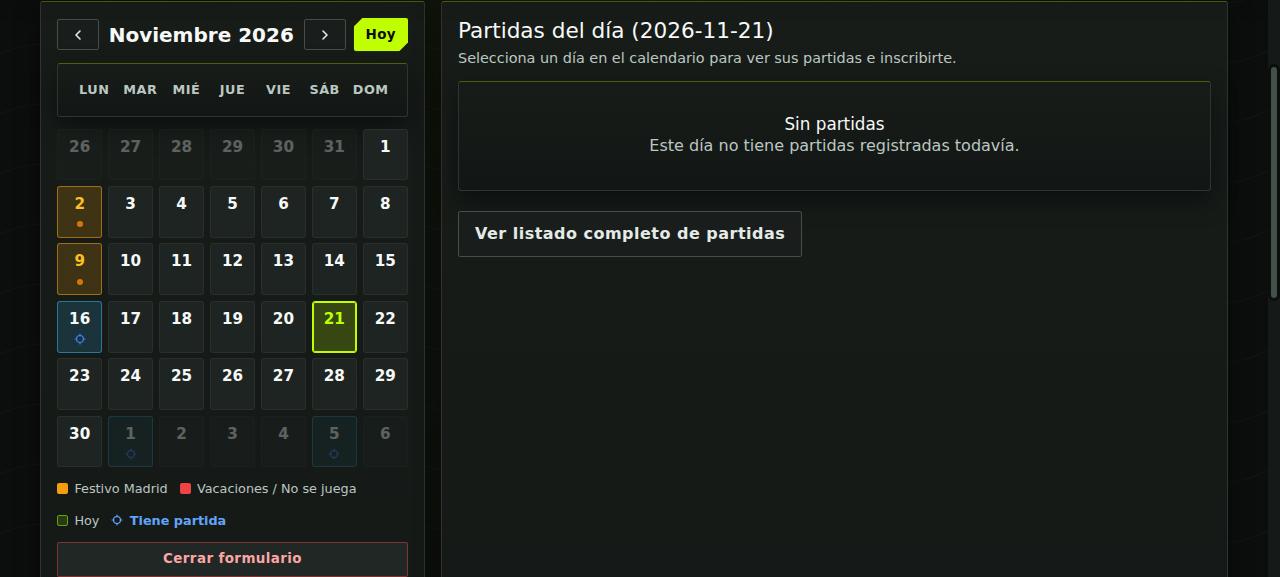 Noviembre 2026
Hoy
LUN MAR MIÉ JUE VIE SÁB DOM
26 27 28 29 30 31 1
2 3 4 5 6 7 8
9 10 11 12 13 14 15
16 17 18 19 20 21 22
23 24 25 26 27 28 29
30 1 2 3 4 5 6
Festivo Madrid Vacaciones / No se juega
Hoy Tiene partida
Cerrar formulario
Partidas del día (2026-11-21)
Selecciona un día en el calendario para ver sus partidas e inscribirte.
Sin partidas
Este día no tiene partidas registradas todavía.
Ver listado completo de partidas